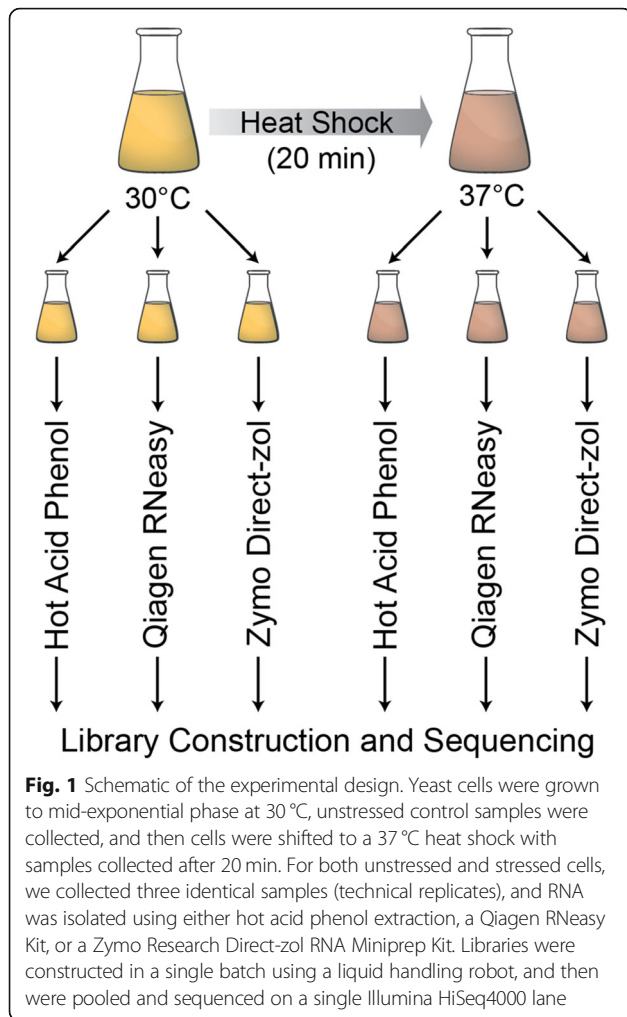 Heat Shock
(20 min)
30°C
37°C
Hot Acid Phenol
Qiagen RNeasy
Zymo Direct-zol
Hot Acid Phenol
Qiagen RNeasy
Zymo Direct-zol
Library Construction and Sequencing
Fig. 1 Schematic of the experimental design. Yeast cells were grown
to mid-exponential phase at 30 °C, unstressed control samples were
collected, and then cells were shifted to a 37 °C heat shock with
samples collected after 20 min. For both unstressed and stressed cells,
we collected three identical samples (technical replicates), and RNA
was isolated using either hot acid phenol extraction, a Qiagen RNeasy
Kit, or a Zymo Research Direct-zol RNA Miniprep Kit. Libraries were
constructed in a single batch using a liquid handling robot, and then
were pooled and sequenced on a single Illumina HiSeq4000 lane